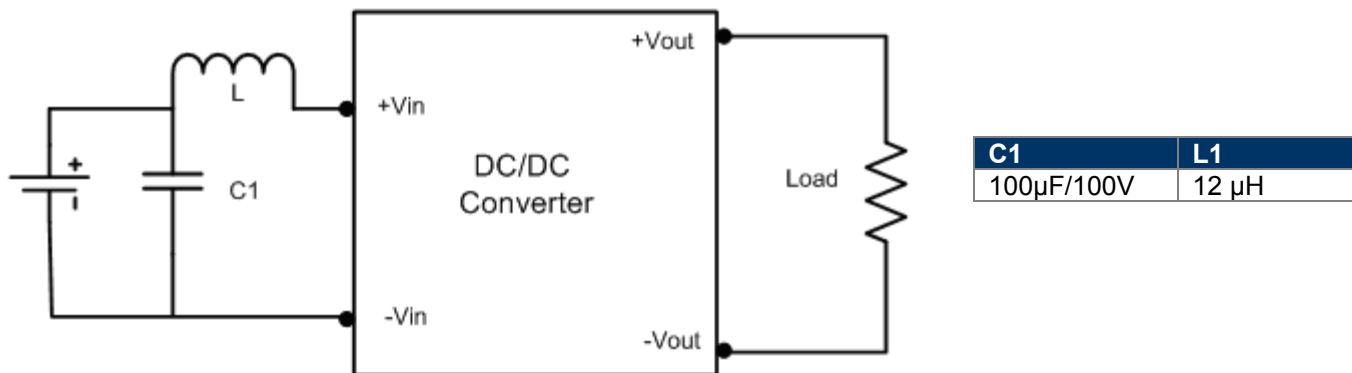 +Vout
L
+Vin
DC/DC
Converter
C1
Load
-Vin
-Vout
+
-
C1 L1
100µF/100V 12 µH